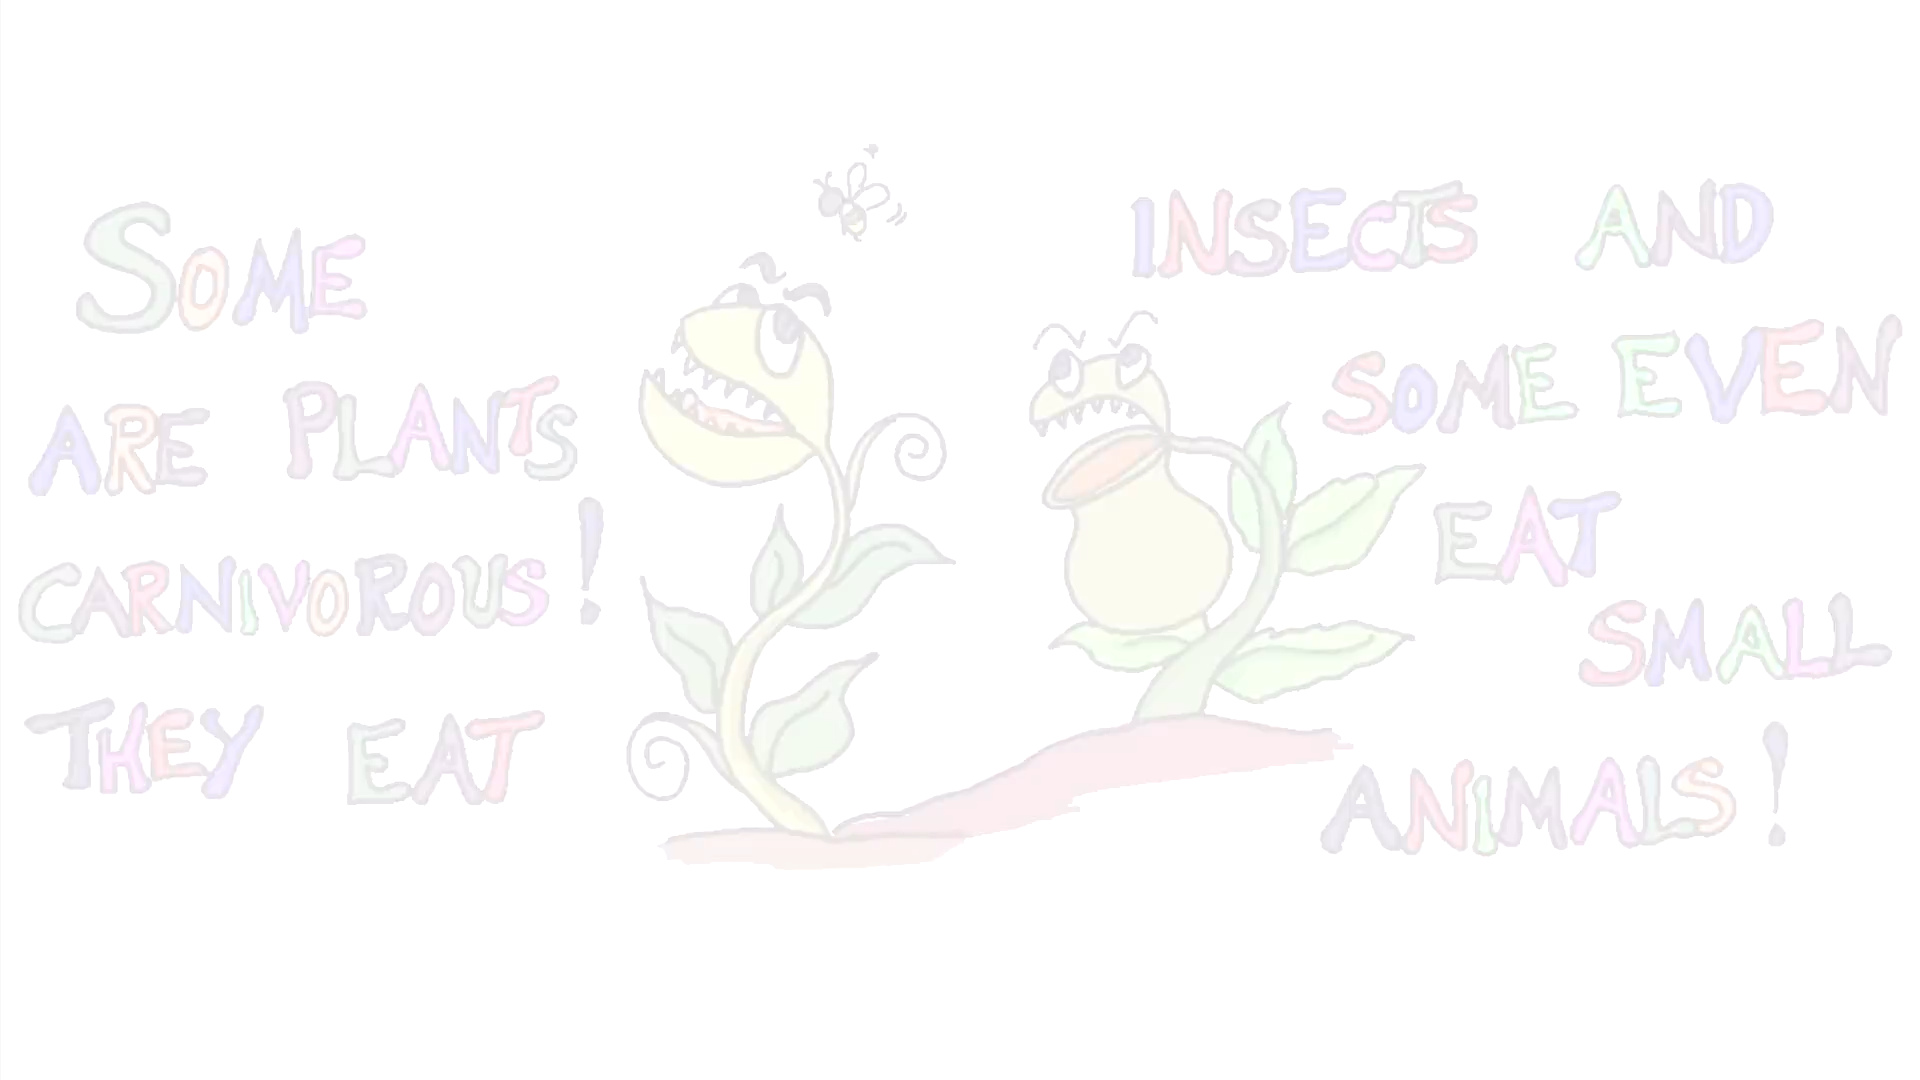 SOME
ARE PLANTS
CARNIVOROUS!
THEY EAT
INSECTS AND
SOME EVEN
EAT
SMALL
ANIMALS!